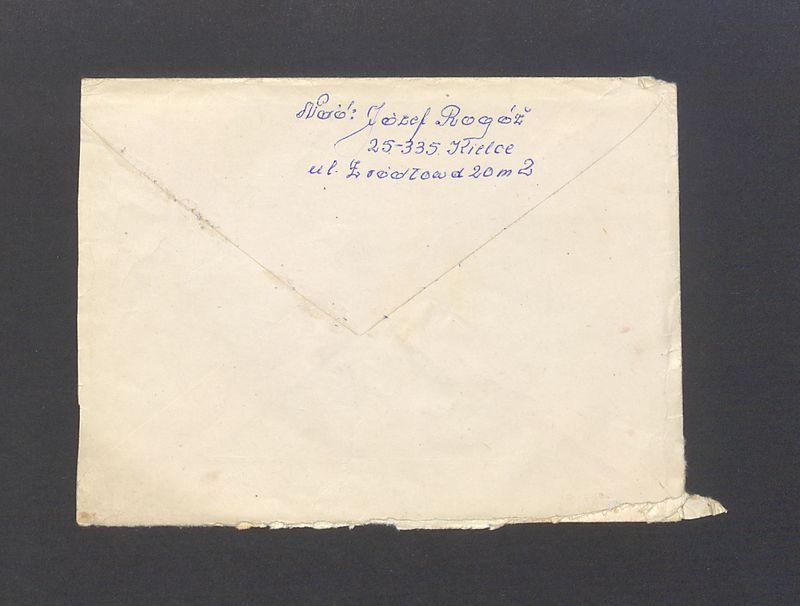 Nad: Józef Rogóż
25-335. Kielce
ul. Źródłowa 20 m 2